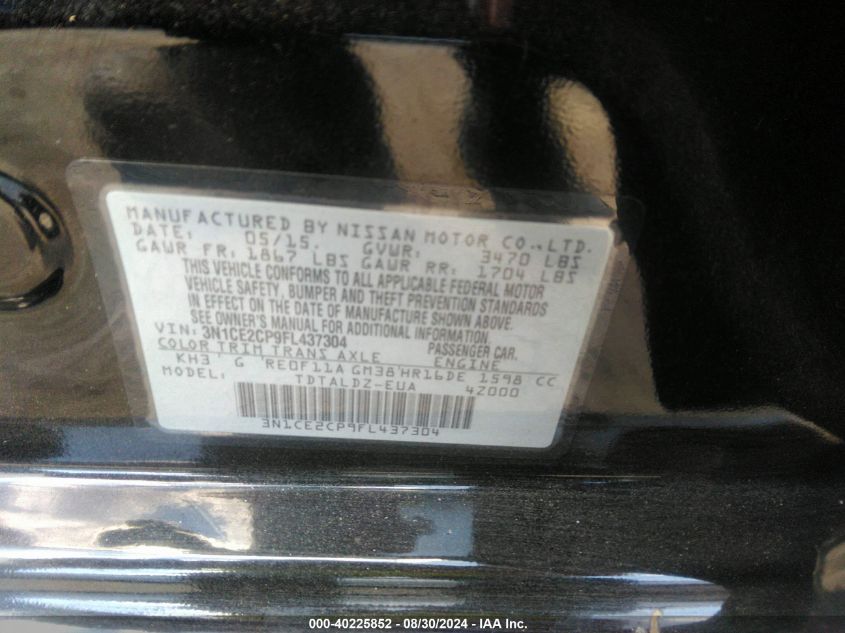 MANUFACTURED BY NISSAN MOTOR CO.,LTD.
DATE: 05/15. GVWR: 3470 LBS
GAWR FR: 1867 LBS GAWR RR: 1704 LBS
THIS VEHICLE CONFORMS TO ALL APPLICABLE FEDERAL MOTOR
VEHICLE SAFETY, BUMPER AND THEFT PREVENTION STANDARDS
IN EFFECT ON THE DATE OF MANUFACTURE SHOWN ABOVE.
SEE OWNER'S MANUAL FOR ADDITIONAL INFORMATION.
VIN: 3N1CE2CP9FL437304 PASSENGER CAR.
COLOR TRIM TRANS AXLE ENGINE
KH3 G RE0F11A GM38 HR16DE 1598 CC
MODEL: TDTALDZ-EUA 42000
3N1CE2CP9FL437304
000-40225852 - 08/30/2024 - IAA Inc.